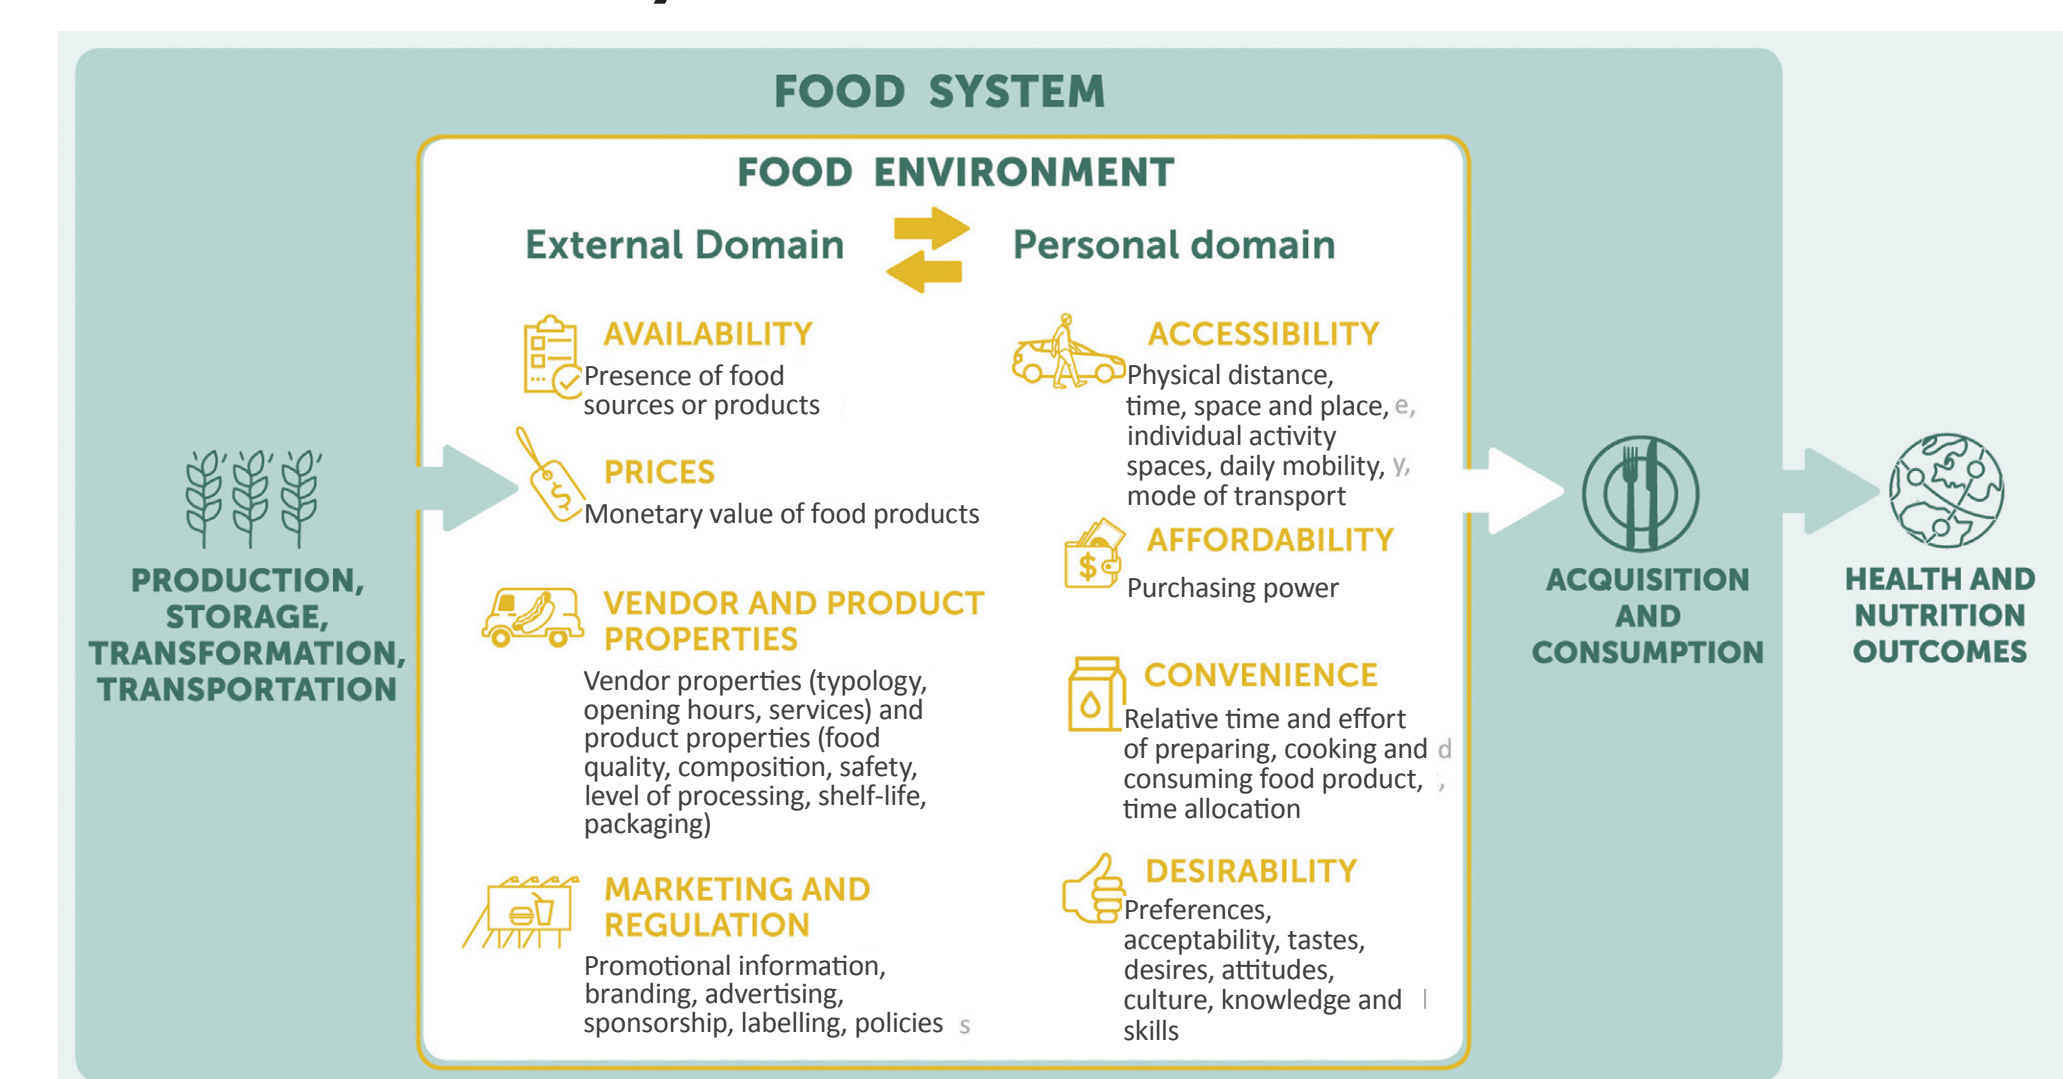 FOOD SYSTEM
FOOD ENVIRONMENT
External Domain
Personal domain
AVAILABILITY
Presence of food
sources or products
PRICES
Monetary value of food products
VENDOR AND PRODUCT
PROPERTIES
Vendor properties (typology,
opening hours, services) and
product properties (food
quality, composition, safety,
level of processing, shelf-life,
packaging)
MARKETING AND
REGULATION
Promotional information,
branding, advertising,
sponsorship, labelling, policies s
ACCESSIBILITY
Physical distance,
time, space and place, e,
individual activity
spaces, daily mobility, y,
mode of transport
AFFORDABILITY
$
Purchasing power
CONVENIENCE
Relative time and effort
of preparing, cooking and d
consuming food product, ,
time allocation
DESIRABILITY
Preferences,
acceptability, tastes,
desires, attitudes,
culture, knowledge and
skills
PRODUCTION,
STORAGE,
TRANSFORMATION,
TRANSPORTATION
ACQUISITION
AND
CONSUMPTION
HEALTH AND
NUTRITION
OUTCOMES